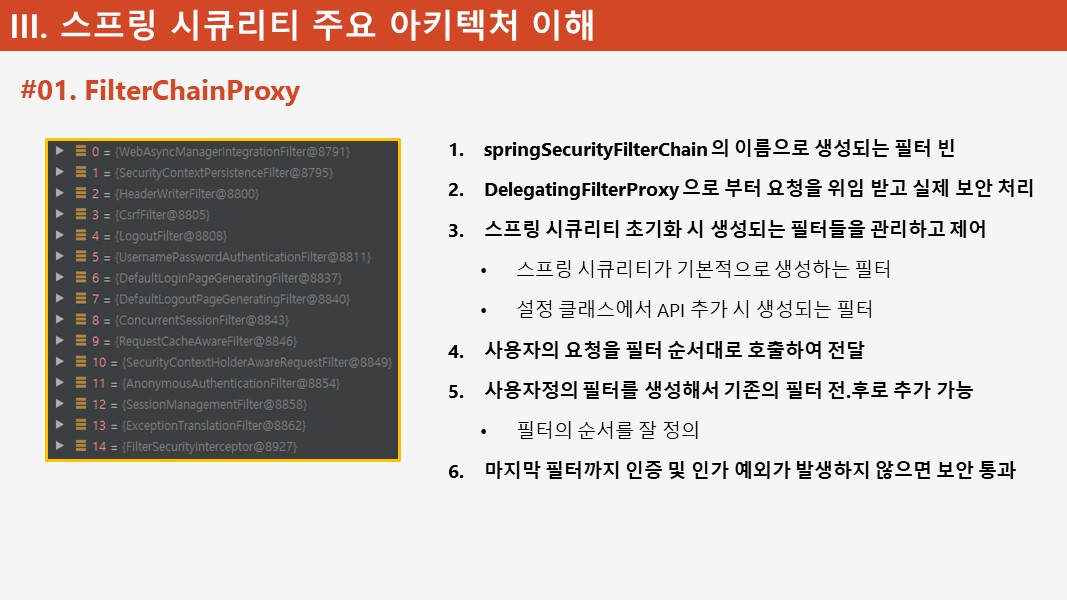 III. 스프링 시큐리티 주요 아키텍처 이해
#01. FilterChainProxy
0 = {WebAsyncManagerIntegrationFilter@8791}
1 = {SecurityContextPersistenceFilter@8795}
2 = {HeaderWriterFilter@8800}
3 = {CsrfFilter@8805}
4 = {LogoutFilter@8808}
5 = {UsernamePasswordAuthenticationFilter@8811}
6 = {DefaultLoginPageGeneratingFilter@8837}
7 = {DefaultLogoutPageGeneratingFilter@8840}
8 = {ConcurrentSessionFilter@8843}
9 = {RequestCacheAwareFilter@8846}
10 = {SecurityContextHolderAwareRequestFilter@8849}
11 = {AnonymousAuthenticationFilter@8854}
12 = {SessionManagementFilter@8858}
13 = {ExceptionTranslationFilter@8862}
14 = {FilterSecurityInterceptor@8927}
1. springSecurityFilterChain 의 이름으로 생성되는 필터 빈
2. DelegatingFilterProxy 으로 부터 요청을 위임 받고 실제 보안 처리
3. 스프링 시큐리티 초기화 시 생성되는 필터들을 관리하고 제어
• 스프링 시큐리티가 기본적으로 생성하는 필터
• 설정 클래스에서 API 추가 시 생성되는 필터
4. 사용자의 요청을 필터 순서대로 호출하여 전달
5. 사용자정의 필터를 생성해서 기존의 필터 전.후로 추가 가능
• 필터의 순서를 잘 정의
6. 마지막 필터까지 인증 및 인가 예외가 발생하지 않으면 보안 통과